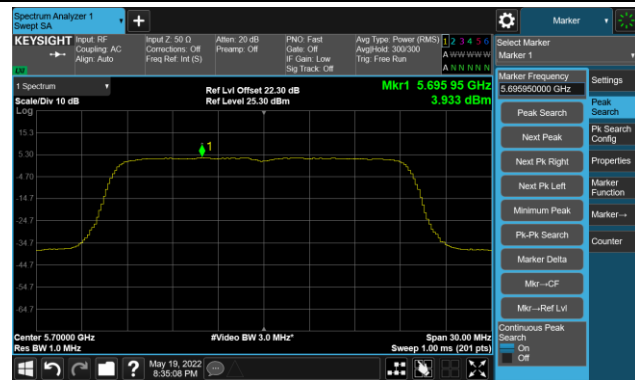 Spectrum Analyzer 1
Swept SA
Marker
KEYSIGHT
Input: RF
Coupling: AC
Align: Auto
Input Z: 50 Ω
Corrections: Off
Freq Ref: Int (S)
Atten: 20 dB
Preamp: Off
PNO: Fast
Gate: Off
IF Gain: Low
Sig Track: Off
Avg Type: Power (RMS)
Avg|Hold: 300/300
Trig: Free Run
1 2 3 4 5 6
A W W W W W
A N N N N N
LW
Select Marker
Marker 1
1 Spectrum
Scale/Div 10 dB
Log
Ref Lvl Offset 22.30 dB
Ref Level 25.30 dBm
Mkr1 5.695 95 GHz
3.933 dBm
15.3
5.30
-4.70
-14.7
-24.7
-34.7
-44.7
-54.7
-64.7
1
Center 5.70000 GHz
Res BW 1.0 MHz
#Video BW 3.0 MHz*
Span 30.00 MHz
Sweep 1.00 ms (201 pts)
Marker Frequency
5.695950000 GHz
Peak Search
Next Peak
Next Pk Right
Next Pk Left
Minimum Peak
Pk-Pk Search
Marker Delta
Mkr→CF
Mkr→Ref Lvl
Continuous Peak
Search
On
Off
Settings
Peak
Search
Pk Search
Config
Properties
Marker
Function
Marker→
Counter
?
May 19, 2022
8:35:08 PM